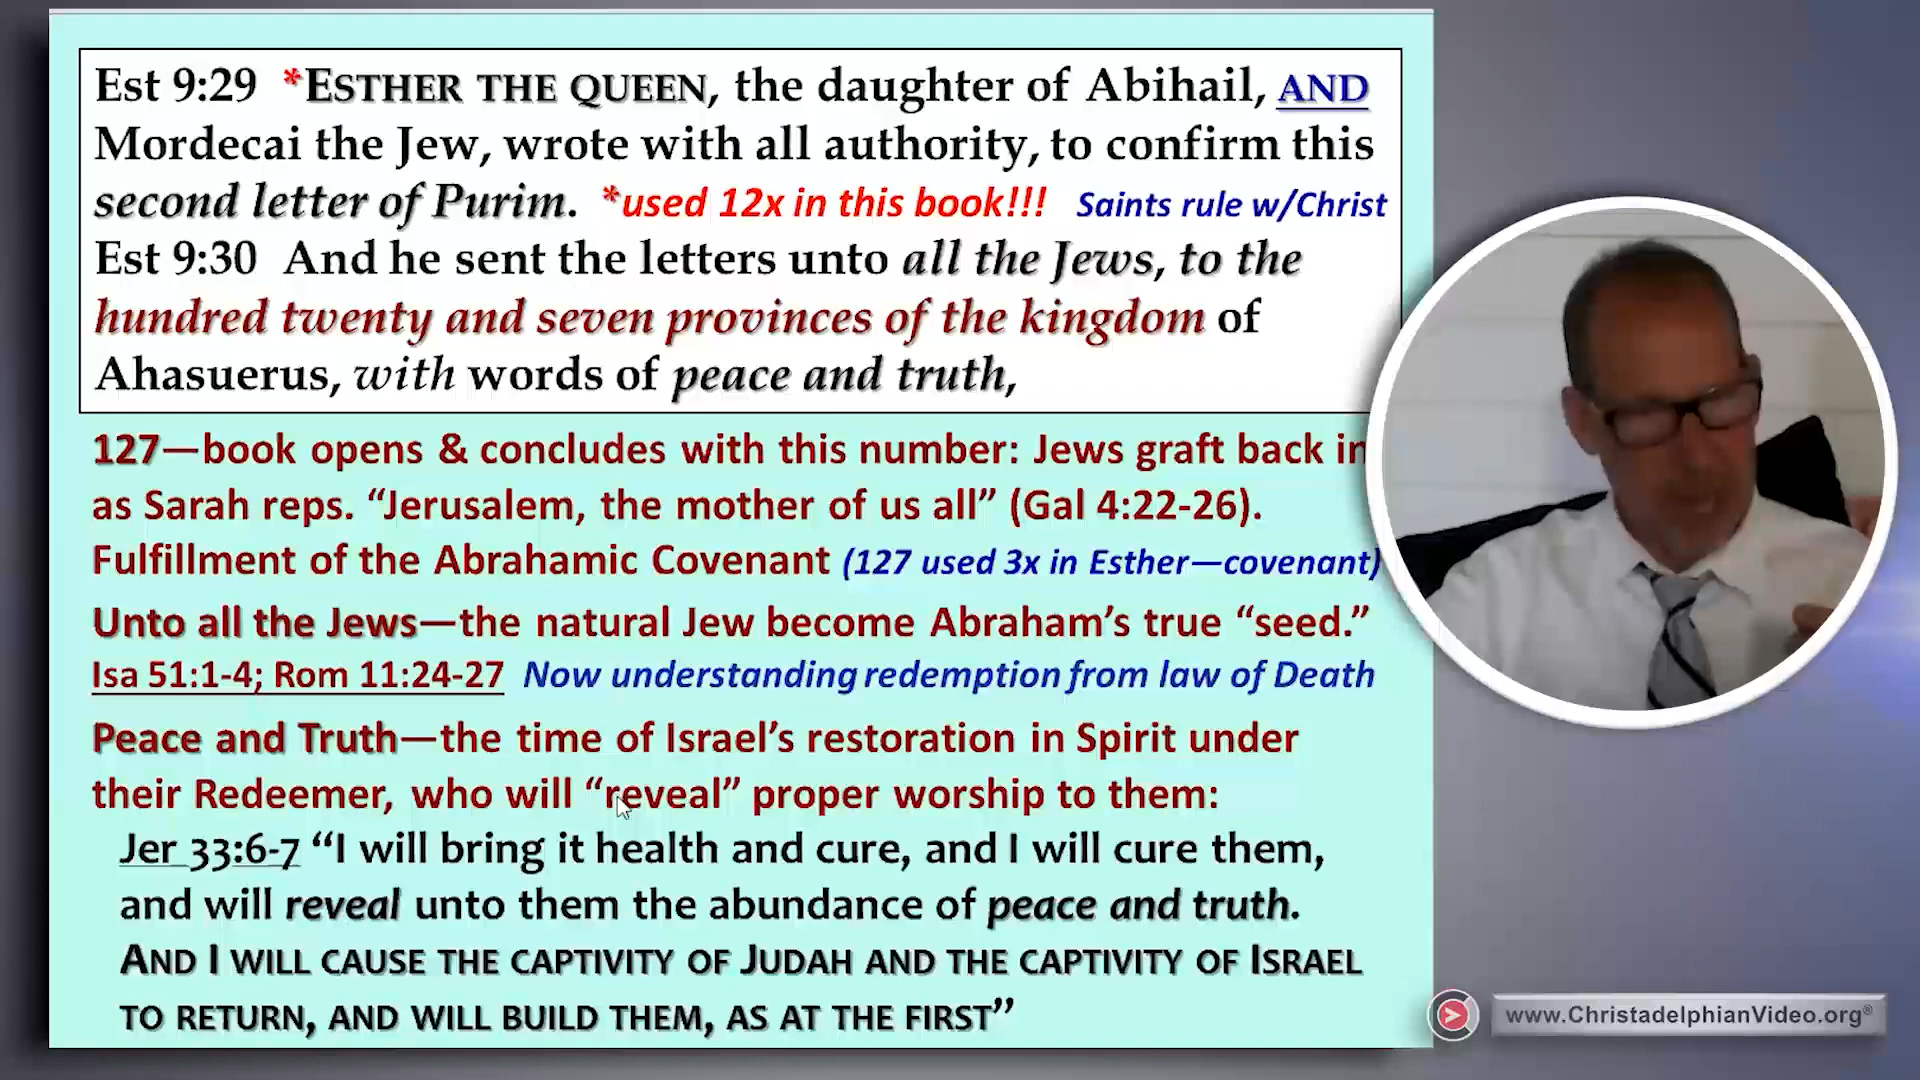 Est 9:29 *ESTHER THE QUEEN, the daughter of Abihail, AND
Mordecai the Jew, wrote with all authority, to confirm this
second letter of Purim. *used 12x in this book!!! Saints rule w/Christ
Est 9:30 And he sent the letters unto all the Jews, to the
hundred twenty and seven provinces of the kingdom of
Ahasuerus, with words of peace and truth,
127—book opens & concludes with this number: Jews graft back in
as Sarah reps. “Jerusalem, the mother of us all” (Gal 4:22-26).
Fulfillment of the Abrahamic Covenant (127 used 3x in Esther—covenant)
Unto all the Jews—the natural Jew become Abraham’s true “seed.”
Isa 51:1-4; Rom 11:24-27 Now understanding redemption from law of Death
Peace and Truth—the time of Israel’s restoration in Spirit under
their Redeemer, who will “reveal” proper worship to them:
Jer 33:6-7 “I will bring it health and cure, and I will cure them,
and will reveal unto them the abundance of peace and truth.
AND I WILL CAUSE THE CAPTIVITY OF JUDAH AND THE CAPTIVITY OF ISRAEL
TO RETURN, AND WILL BUILD THEM, AS AT THE FIRST”
www.ChristadelphianVideo.org®